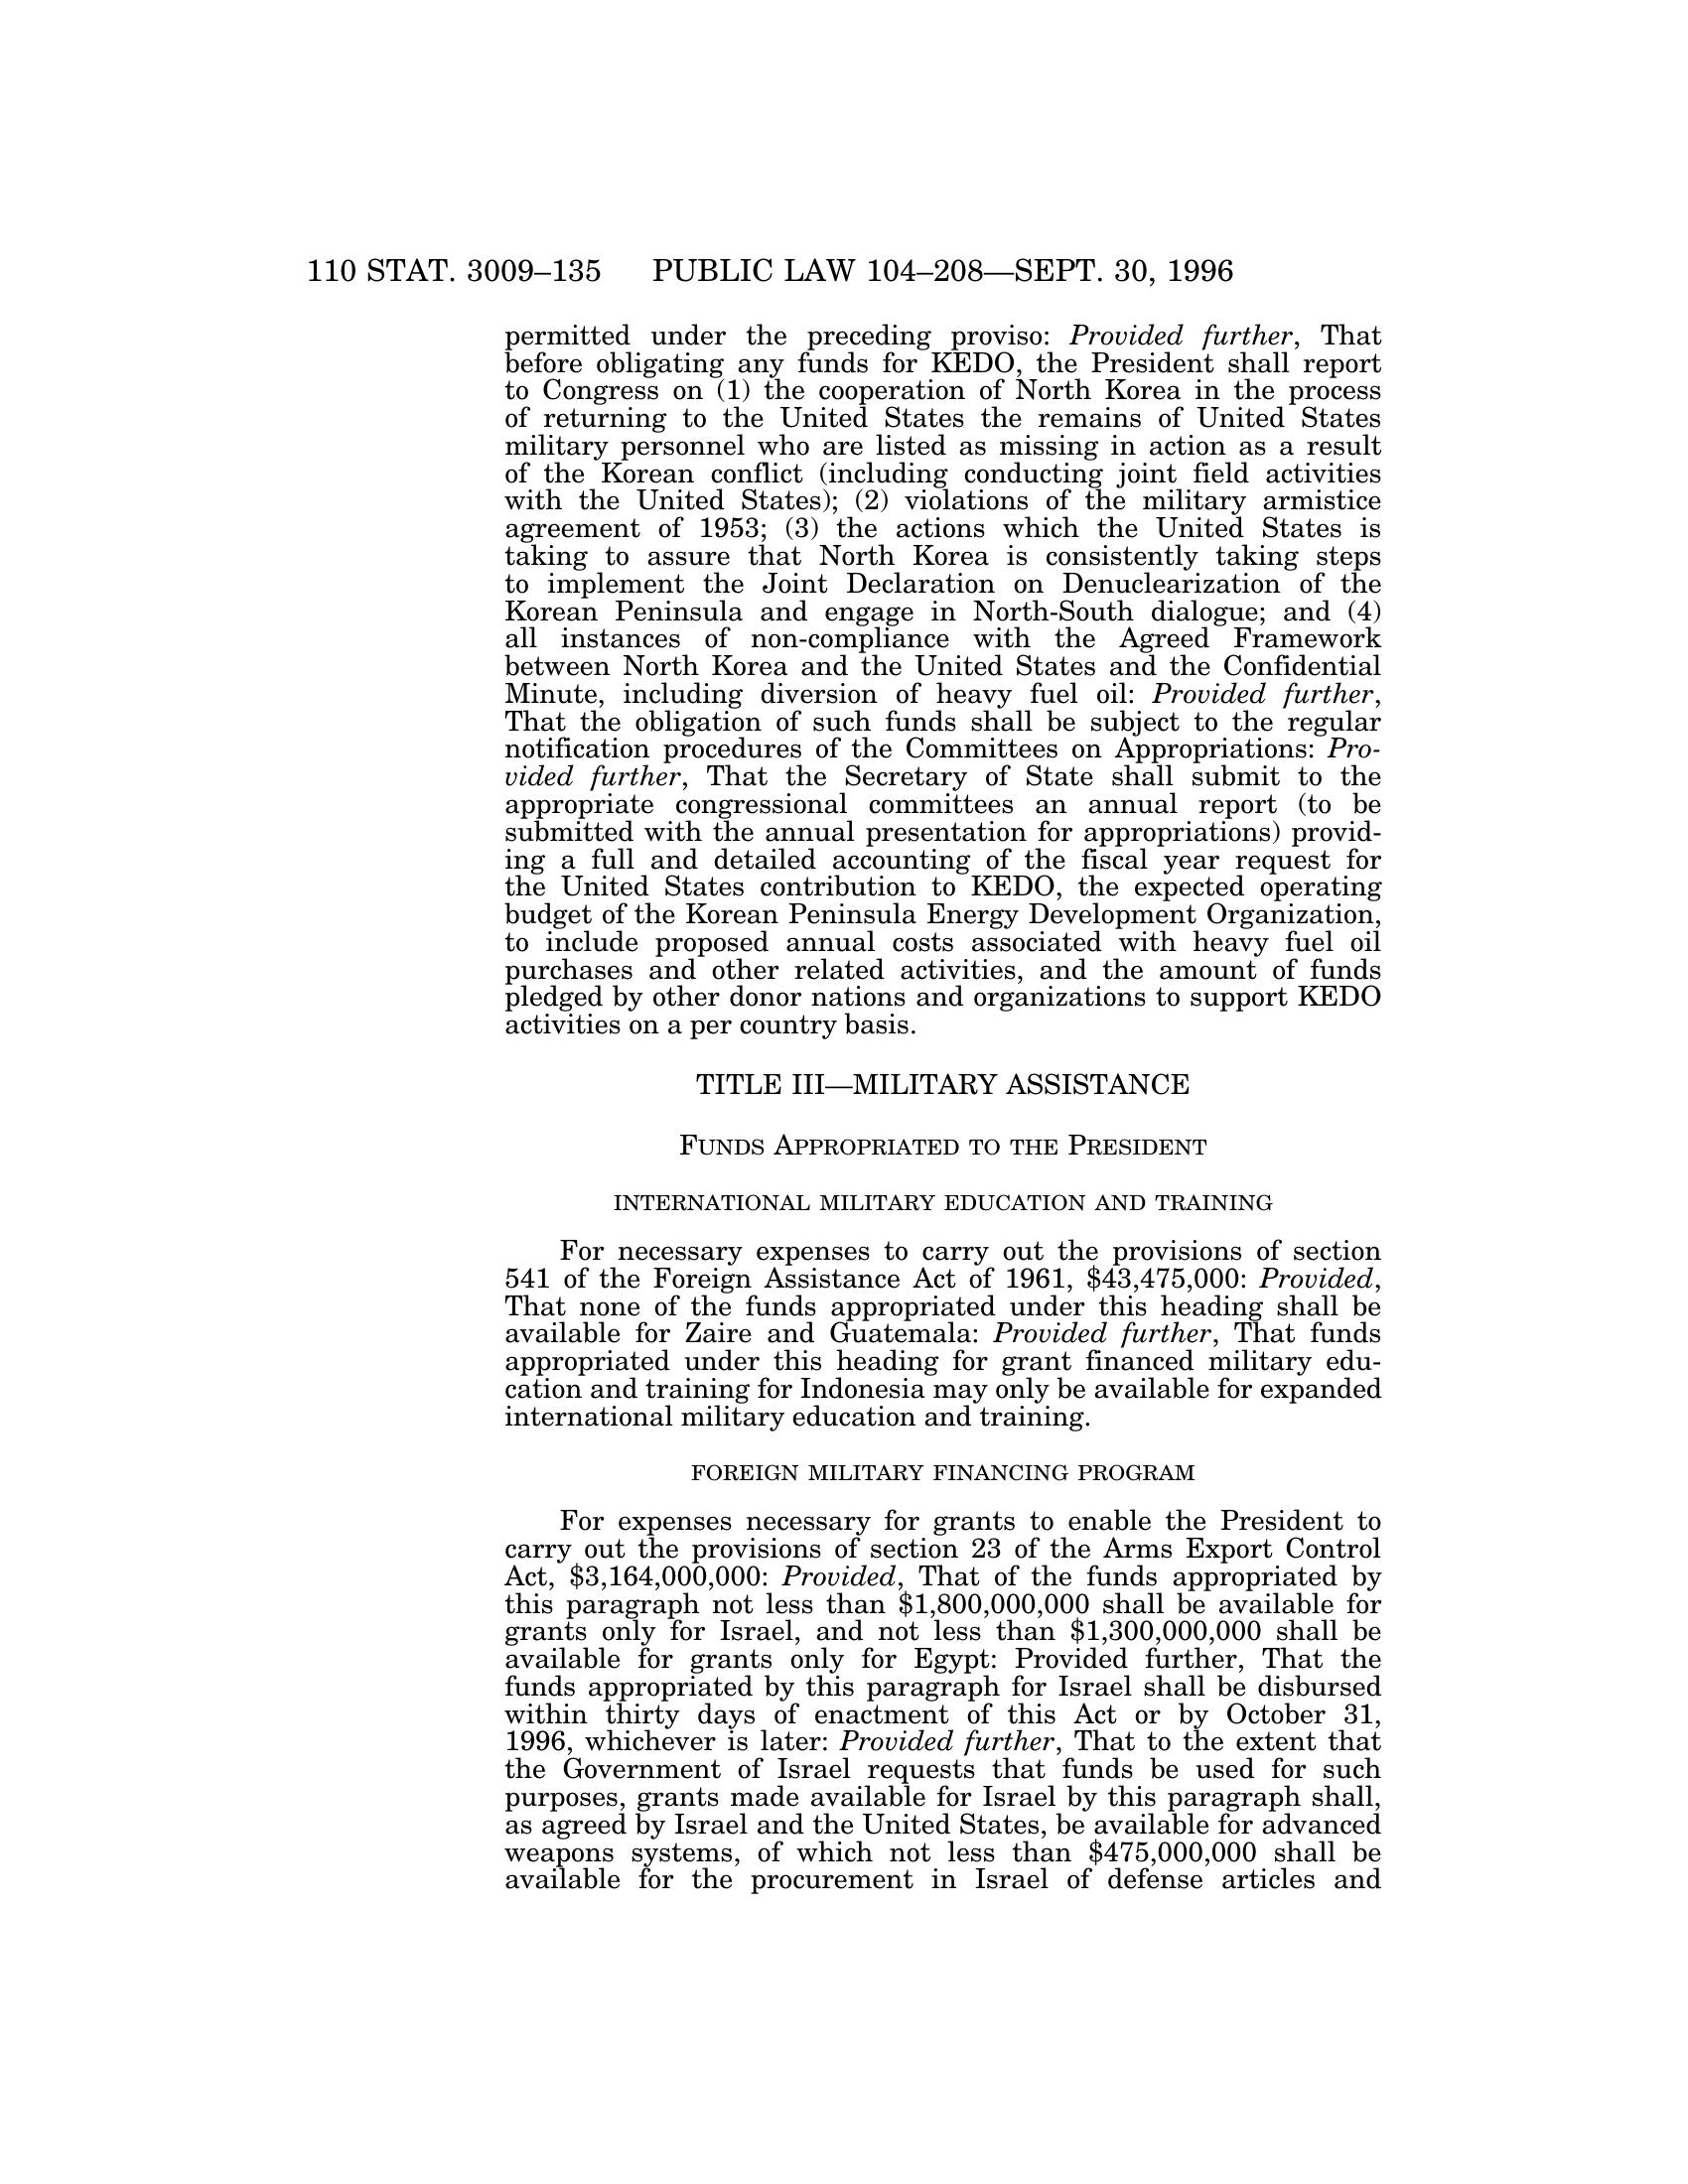 110 STAT. 3009–135 PUBLIC LAW 104–208—SEPT. 30, 1996
permitted under the preceding proviso: Provided further, That
before obligating any funds for KEDO, the President shall report
to Congress on (1) the cooperation of North Korea in the process
of returning to the United States the remains of United States
military personnel who are listed as missing in action as a result
of the Korean conflict (including conducting joint field activities
with the United States); (2) violations of the military armistice
agreement of 1953; (3) the actions which the United States is
taking to assure that North Korea is consistently taking steps
to implement the Joint Declaration on Denuclearization of the
Korean Peninsula and engage in North-South dialogue; and (4)
all instances of non-compliance with the Agreed Framework
between North Korea and the United States and the Confidential
Minute, including diversion of heavy fuel oil: Provided further,
That the obligation of such funds shall be subject to the regular
notification procedures of the Committees on Appropriations: Pro-
vided further, That the Secretary of State shall submit to the
appropriate congressional committees an annual report (to be
submitted with the annual presentation for appropriations) provid-
ing a full and detailed accounting of the fiscal year request for
the United States contribution to KEDO, the expected operating
budget of the Korean Peninsula Energy Development Organization,
to include proposed annual costs associated with heavy fuel oil
purchases and other related activities, and the amount of funds
pledged by other donor nations and organizations to support KEDO
activities on a per country basis.
TITLE III—MILITARY ASSISTANCE
FUNDS APPROPRIATED TO THE PRESIDENT
INTERNATIONAL MILITARY EDUCATION AND TRAINING
For necessary expenses to carry out the provisions of section
541 of the Foreign Assistance Act of 1961, $43,475,000: Provided,
That none of the funds appropriated under this heading shall be
available for Zaire and Guatemala: Provided further, That funds
appropriated under this heading for grant financed military edu-
cation and training for Indonesia may only be available for expanded
international military education and training.
FOREIGN MILITARY FINANCING PROGRAM
For expenses necessary for grants to enable the President to
carry out the provisions of section 23 of the Arms Export Control
Act, $3,164,000,000: Provided, That of the funds appropriated by
this paragraph not less than $1,800,000,000 shall be available for
grants only for Israel, and not less than $1,300,000,000 shall be
available for grants only for Egypt: Provided further, That the
funds appropriated by this paragraph for Israel shall be disbursed
within thirty days of enactment of this Act or by October 31,
1996, whichever is later: Provided further, That to the extent that
the Government of Israel requests that funds be used for such
purposes, grants made available for Israel by this paragraph shall,
as agreed by Israel and the United States, be available for advanced
weapons systems, of which not less than $475,000,000 shall be
available for the procurement in Israel of defense articles and